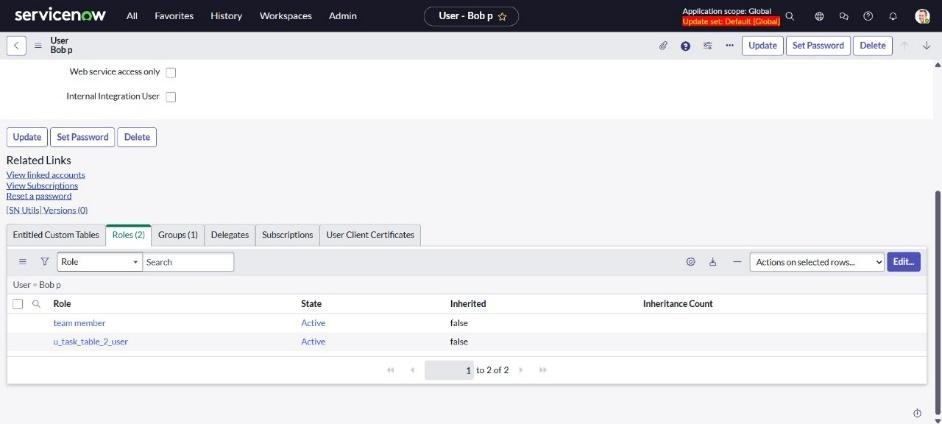 servicenow All Favorites History Workspaces Admin User - Bob p Application scope: Global
Update set: Default [Global]
User
Bob p
Update Set Password Delete
Web service access only
Internal Integration User
Update Set Password Delete
Related Links
View linked accounts
View Subscriptions
Reset a password
[SN Utils] Versions (0)
Entitled Custom Tables Roles (2) Groups (1) Delegates Subscriptions User Client Certificates
Role Search Actions on selected rows... Edit...
User = Bob p
Role State Inherited Inheritance Count
team member Active false
u_task_table_2_user Active false
1 to 2 of 2